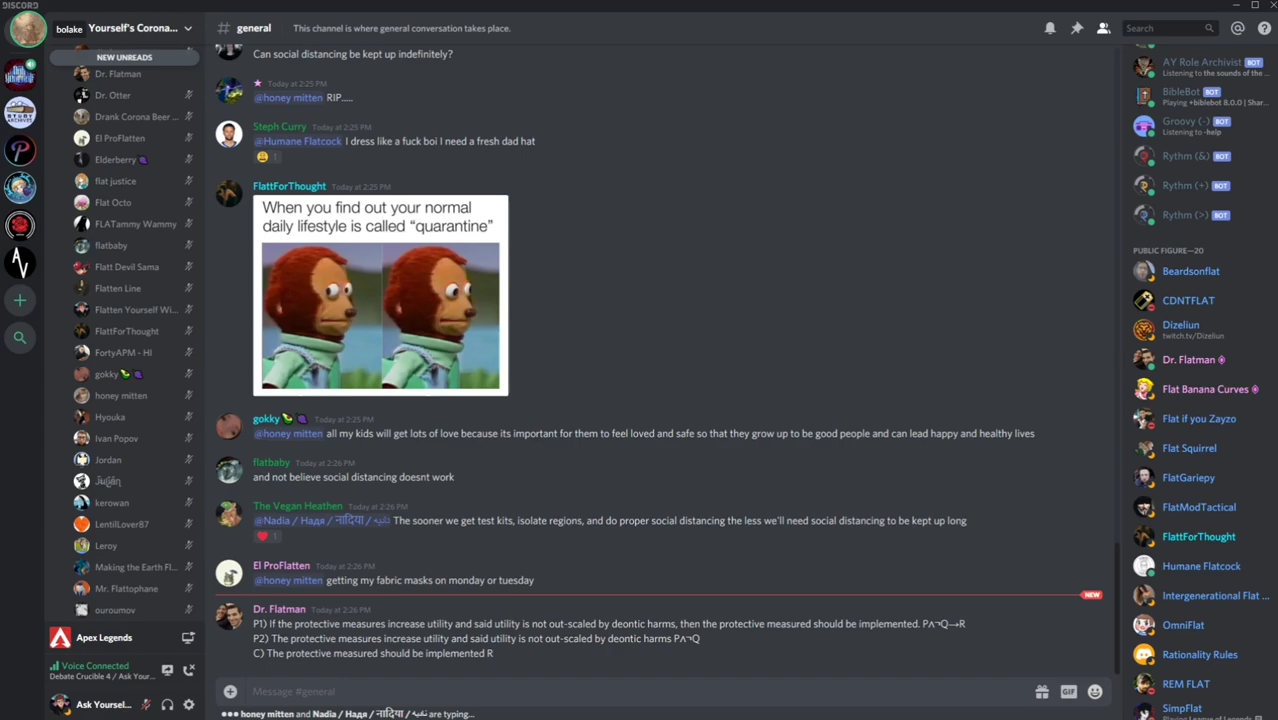 DISCORD
bolake
Yourself's Corona...
NEW UNREADS
Dr. Flatman
Dr. Otter
Drank Corona Beer ...
El ProFlatten
Elderberry
flat justice
Flat Octo
FLATammy Wammy
flatbaby
Flatt Devil Sama
Flatten Line
Flatten Yourself Wi...
FlattForThought
FortyAPM - HI
gokky
honey mitten
Hyouka
Ivan Popov
Jordan
kerowan
LentilLover87
Leroy
Making the Earth Fl...
Mr. Flattophane
ouroumov
Apex Legends
Voice Connected
Debate Crucible 4 / Ask Your...
Ask Yoursel...
# general
This channel is where general conversation takes place.
Search
Can social distancing be kept up indefinitely?
Today at 2:25 PM
@honey mitten RIP.....
Steph Curry Today at 2:25 PM
@Humane Flatcock I dress like a fuck boi I need a fresh dad hat
1
FlattForThought Today at 2:25 PM
When you find out your normal
daily lifestyle is called “quarantine”
gokky Today at 2:25 PM
@honey mitten all my kids will get lots of love because its important for them to feel loved and safe so that they grow up to be good people and can lead happy and healthy lives
flatbaby Today at 2:26 PM
and not believe social distancing doesnt work
The Vegan Heathen Today at 2:26 PM
@Nadia / Надя / नादिया / نادية The sooner we get test kits, isolate regions, and do proper social distancing the less we'll need social distancing to be kept up long
1
El ProFlatten Today at 2:26 PM
@honey mitten getting my fabric masks on monday or tuesday
NEW
Dr. Flatman Today at 2:26 PM
P1) If the protective measures increase utility and said utility is not out-scaled by deontic harms, then the protective measured should be implemented. P∧¬Q→R
P2) The protective measures increase utility and said utility is not out-scaled by deontic harms P∧¬Q
C) The protective measured should be implemented R
Message #general
GIF
honey mitten and Nadia / Надя / नादिया / نادية are typing...
AY Role Archivist BOT
Listening to the sounds of the...
BibleBot BOT
Playing +biblebot 8.0.0 | Shar...
Groovy (-) BOT
Listening to -help
Rythm (&) BOT
Rythm (+) BOT
Rythm (>) BOT
PUBLIC FIGURE—20
Beardsonflat
CDNTFLAT
Dizeliun
twitch.tv/Dizeliun
Dr. Flatman
Flat Banana Curves
Flat if you Zayzo
Flat Squirrel
FlatGariepy
FlatModTactical
FlattForThought
Humane Flatcock
Intergenerational Flat ...
OmniFlat
Rationality Rules
REM FLAT
SimpFlat